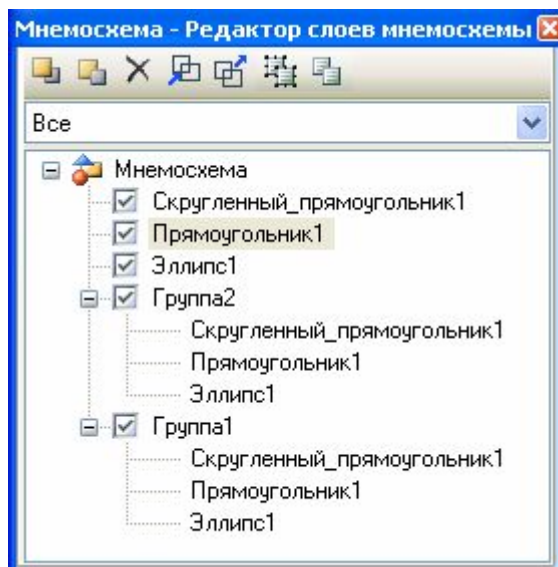 Мнемосхема - Редактор слоев мнемосхемы
Все
Мнемосхема
Скругленный_прямоугольник1
Прямоугольник1
Эллипс1
Группа2
Скругленный_прямоугольник1
Прямоугольник1
Эллипс1
Группа1
Скругленный_прямоугольник1
Прямоугольник1
Эллипс1